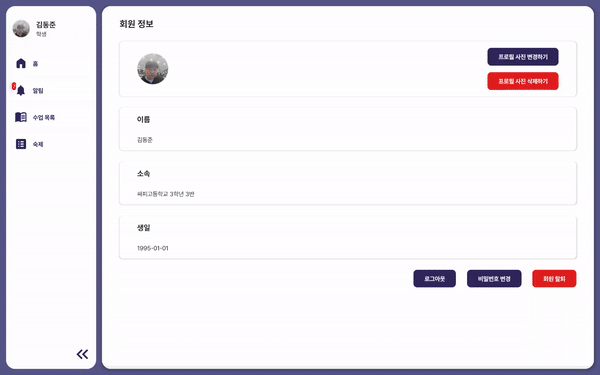 김동준
학생
홈
알림
수업 목록
숙제
회원 정보
프로필 사진 변경하기
프로필 사진 삭제하기
이름
김동준
소속
싸피고등학교 3학년 3반
생일
1995-01-01
로그아웃
비밀번호 변경
회원 탈퇴